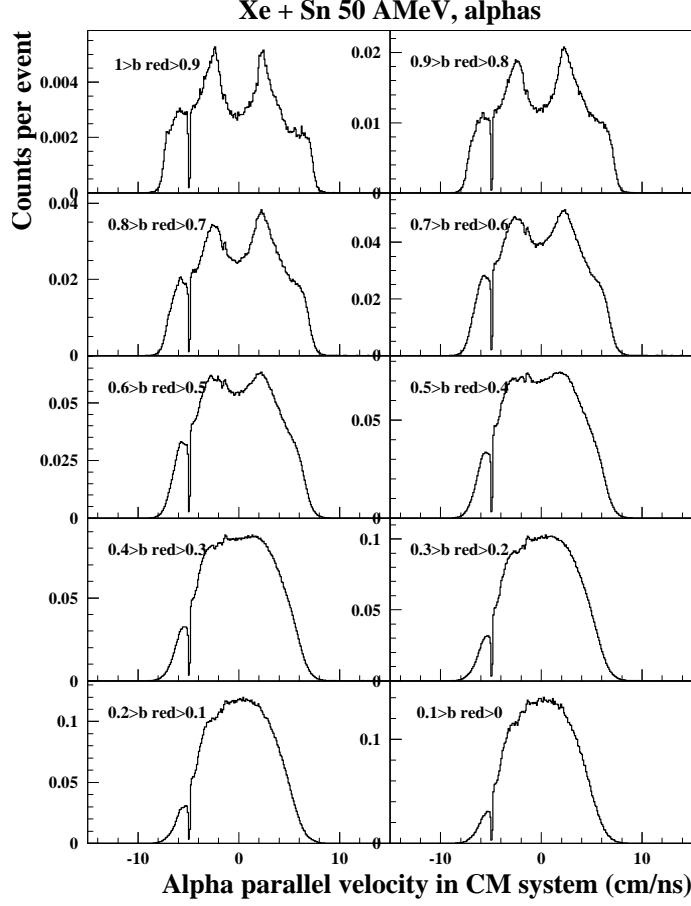 Xe + Sn 50 AMeV, alphas
Counts per event
1>b red>0.9
0.9>b red>0.8
0.004
0.002
0
0.02
0.01
0
0.8>b red>0.7
0.7>b red>0.6
0.04
0.02
0
0.04
0.02
0
0.6>b red>0.5
0.5>b red>0.4
0.05
0.025
0
0.05
0
0.4>b red>0.3
0.3>b red>0.2
0.05
0
0.1
0.05
0
0.2>b red>0.1
0.1>b red>0
0.1
0.05
0
0.1
0
-10 0 10
-10 0 10
Alpha parallel velocity in CM system (cm/ns)